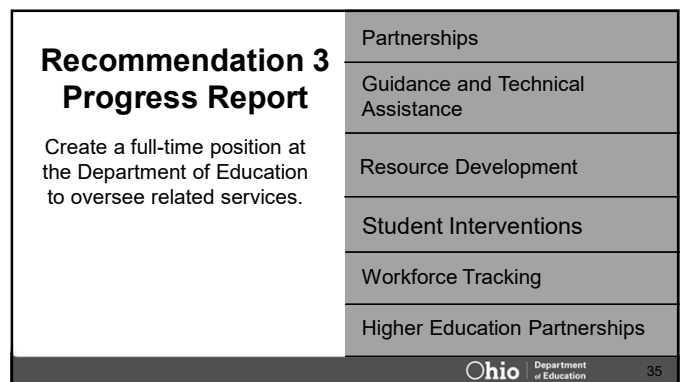 Recommendation 3
Progress Report
Create a full-time position at
the Department of Education
to oversee related services.
Partnerships
Guidance and Technical
Assistance
Resource Development
Student Interventions
Workforce Tracking
Higher Education Partnerships
Ohio
Department
of Education
35